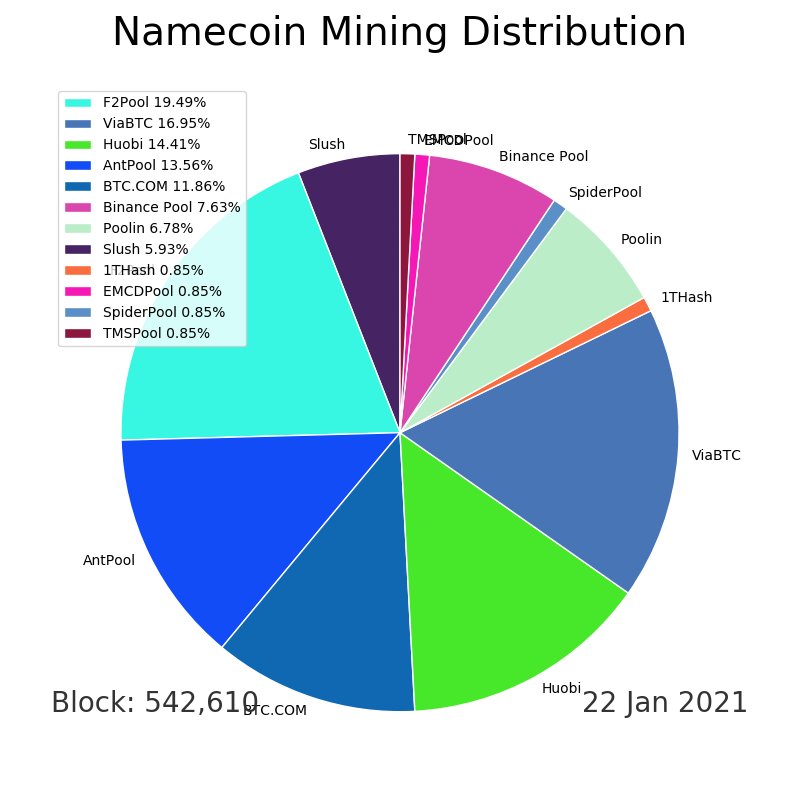 Namecoin Mining Distribution
F2Pool 19.49%
ViaBTC 16.95%
Huobi 14.41%
AntPool 13.56%
BTC.COM 11.86%
Binance Pool 7.63%
Poolin 6.78%
Slush 5.93%
1THash 0.85%
EMCDPool 0.85%
SpiderPool 0.85%
TMSPool 0.85%
Slush
TMSPool
EMCDPool
Binance Pool
SpiderPool
Poolin
1THash
ViaBTC
AntPool
Huobi
BTC.COM
Block: 542,610
22 Jan 2021